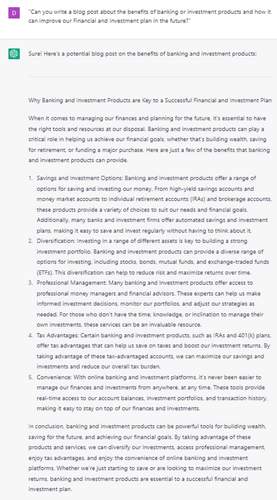 D
"Can you write a blog post about the benefits of banking or investment products and how it
can improve our Financial and Investment plan in the future?"
Sure! Here's a potential blog post on the benefits of banking and investment products:
Why Banking and Investment Products are Key to a Successful Financial and Investment Plan
When it comes to managing our finances and planning for the future, it's essential to have
the right tools and resources at our disposal. Banking and investment products can play a
critical role in helping us achieve our financial goals, whether that's building wealth, saving
for retirement, or funding a major purchase. Here are just a few of the benefits that banking
and investment products can provide.
1. Savings and Investment Options: Banking and investment products offer a range of
options for saving and investing our money. From high-yield savings accounts and
money market accounts to individual retirement accounts (IRAs) and brokerage accounts,
these products provide a variety of choices to suit our needs and financial goals.
Additionally, many banks and investment firms offer automated savings and investment
plans, making it easy to save and invest regularly without having to think about it.
2. Diversification: Investing in a range of different assets is key to building a strong
investment portfolio. Banking and investment products can provide a diverse range of
options for investing, including stocks, bonds, mutual funds, and exchange-traded funds
(ETFs). This diversification can help to reduce risk and maximize returns over time.
3. Professional Management: Many banking and investment products offer access to
professional money managers and financial advisors. These experts can help us make
informed investment decisions, monitor our portfolios, and adjust our strategies as
needed. For those who don't have the time, knowledge, or inclination to manage their
own investments, these services can be an invaluable resource.
4. Tax Advantages: Certain banking and investment products, such as IRAs and 401(k) plans,
offer tax advantages that can help us save on taxes and boost our investment returns. By
taking advantage of these tax-advantaged accounts, we can maximize our savings and
investments and reduce our overall tax burden.
5. Convenience: With online banking and investment platforms, it's never been easier to
manage our finances and investments from anywhere, at any time. These tools provide
real-time access to our account balances, investment portfolios, and transaction history,
making it easy to stay on top of our finances and investments.
In conclusion, banking and investment products can be powerful tools for building wealth,
saving for the future, and achieving our financial goals. By taking advantage of these
products and services, we can diversify our investments, access professional management,
enjoy tax advantages, and enjoy the convenience of online banking and investment
platforms. Whether we're just starting to save or are looking to maximize our investment
returns, banking and investment products are essential to a successful financial and
investment plan.